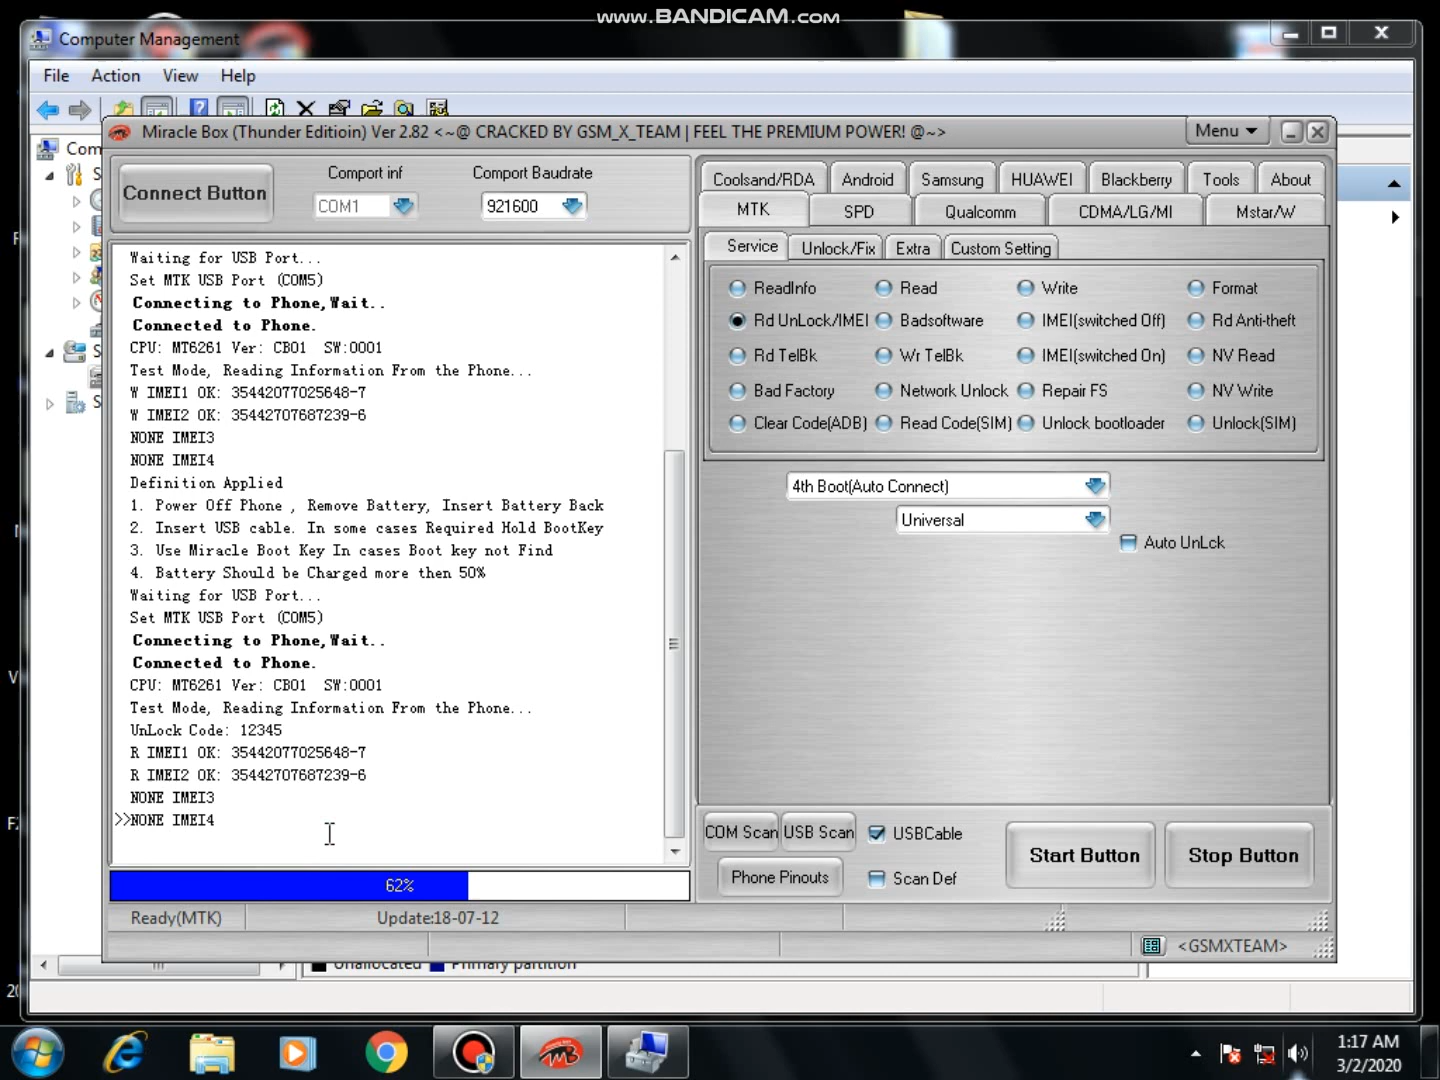 www.BANDICAM.com
Computer Management
File Action View Help
Miracle Box (Thunder Editioin) Ver 2.82 <~@ CRACKED BY GSM_X_TEAM | FEEL THE PREMIUM POWER! @~>
Menu
Com
Connect Button
Comport inf
COM1
Comport Baudrate
921600
Coolsand/RDA Android Samsung HUAWEI Blackberry Tools About
MTK SPD Qualcomm CDMA/LG/MI Mstar/W
Service Unlock/Fix Extra Custom Setting
ReadInfo Read Write Format
Rd UnLock/IMEI Badsoftware IMEI(switched Off) Rd Anti-theft
Rd TelBk Wr TelBk IMEI(switched On) NV Read
Bad Factory Network Unlock Repair FS NV Write
Clear Code(ADB) Read Code(SIM) Unlock bootloader Unlock(SIM)
4th Boot(Auto Connect)
Universal
Auto UnLck
Waiting for USB Port...
Set MTK USB Port (COM5)
Connecting to Phone,Wait..
Connected to Phone.
CPU: MT6261 Ver: CB01 SW:0001
Test Mode, Reading Information From the Phone...
W IMEI1 OK: 35442077025648-7
W IMEI2 OK: 35442707687239-6
NONE IMEI3
NONE IMEI4
Definition Applied
1. Power Off Phone , Remove Battery, Insert Battery Back
2. Insert USB cable. In some cases Required Hold BootKey
3. Use Miracle Boot Key In cases Boot key not Find
4. Battery Should be Charged more then 50%
Waiting for USB Port...
Set MTK USB Port (COM5)
Connecting to Phone,Wait..
Connected to Phone.
CPU: MT6261 Ver: CB01 SW:0001
Test Mode, Reading Information From the Phone...
UnLock Code: 12345
R IMEI1 OK: 35442077025648-7
R IMEI2 OK: 35442707687239-6
NONE IMEI3
>>NONE IMEI4
62%
COM Scan USB Scan USBCable
Phone Pinouts Scan Def
Start Button Stop Button
Ready(MTK) Update:18-07-12
<GSMXTEAM>
Unallocated Primary partition
1:17 AM
3/2/2020